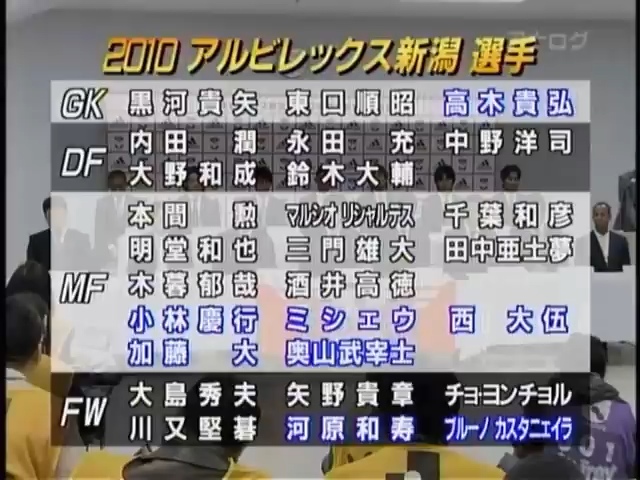 アナログ
2010 アルビレックス新潟 選手
GK 黒河貴矢 東口順昭 高木貴弘
DF 内田 潤 永田 充 中野洋司
大野和成 鈴木大輔
MF 本間 勲 マルシオ リシャルデス 千葉和彦
明堂和也 三門雄大 田中亜土夢
木暮郁哉 酒井高徳
小林慶行 ミシェウ 西 大伍
加藤 大 奥山武宰士
FW 大島秀夫 矢野貴章 チョ・ヨンチョル
川又堅碁 河原和寿 ブルーノ カスタニェイラ